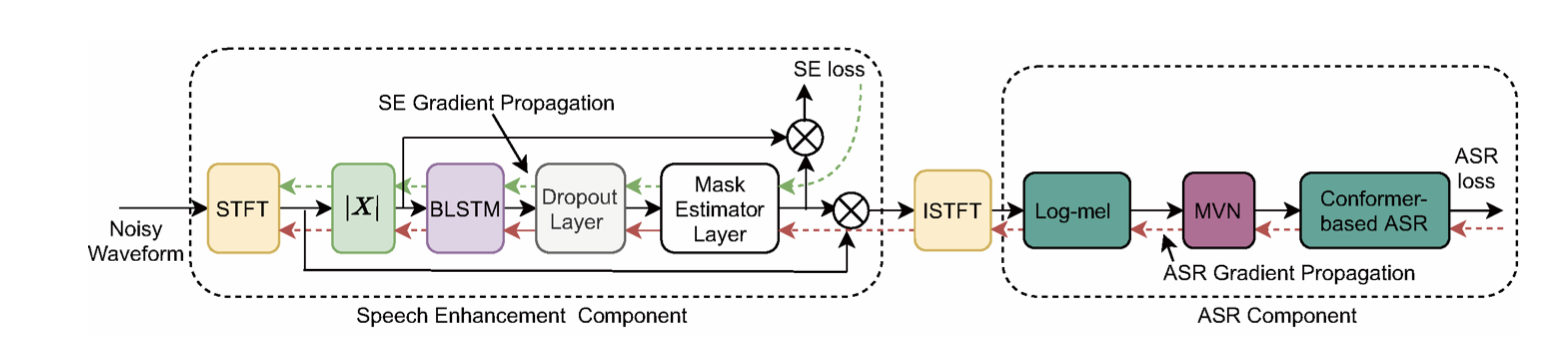 SE loss
SE Gradient Propagation
ASR
loss
STFT
|X|
BLSTM
Dropout
Layer
Mask
Estimator
Layer
ISTFT
Log-mel
MVN
Conformer-
based ASR
Noisy
Waveform
ASR Gradient Propagation
Speech Enhancement Component
ASR Component